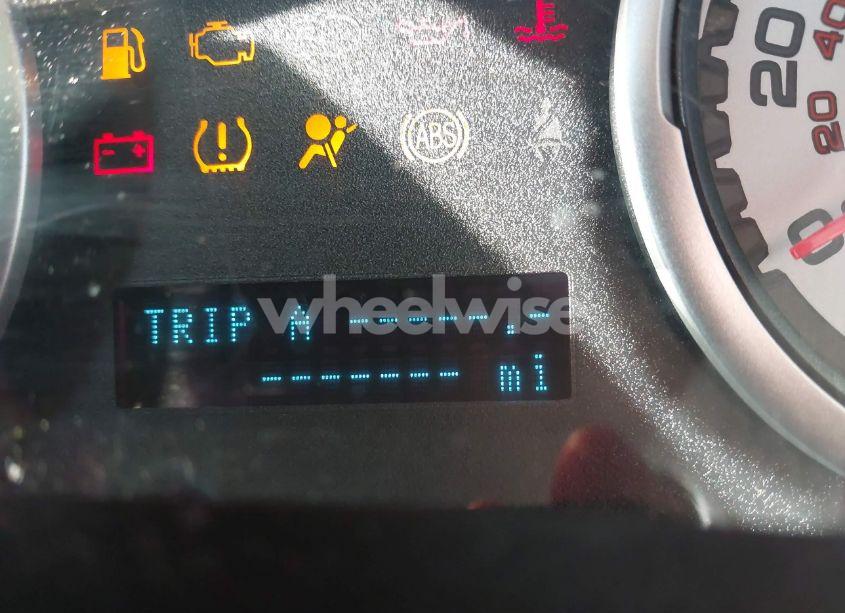 20
40
20
ABS
0
wheelwise
TRIP A -----.-
------- mi